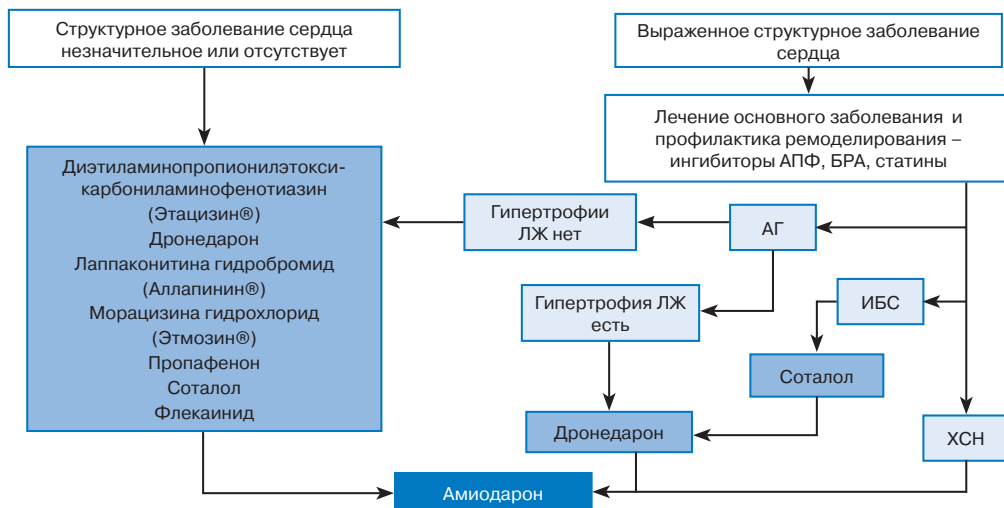 Структурное заболевание сердца
незначительное или отсутствует
Выраженное структурное заболевание
сердца
Лечение основного заболевания и
профилактика ремоделирования –
ингибиторы АПФ, БРА, статины
Диэтиламинопропионилэтокси-
карбониламинофенотиазин
(Этацизин®)
Дронедарон
Лаппаконитина гидробромид
(Аллапинин®)
Морацизина гидрохлорид
(Этмозин®)
Пропафенон
Соталол
Флекаинид
Гипертрофии
ЛЖ нет
АГ
Гипертрофия ЛЖ
есть
ИБС
Соталол
Дронедарон
ХСН
Амиодарон